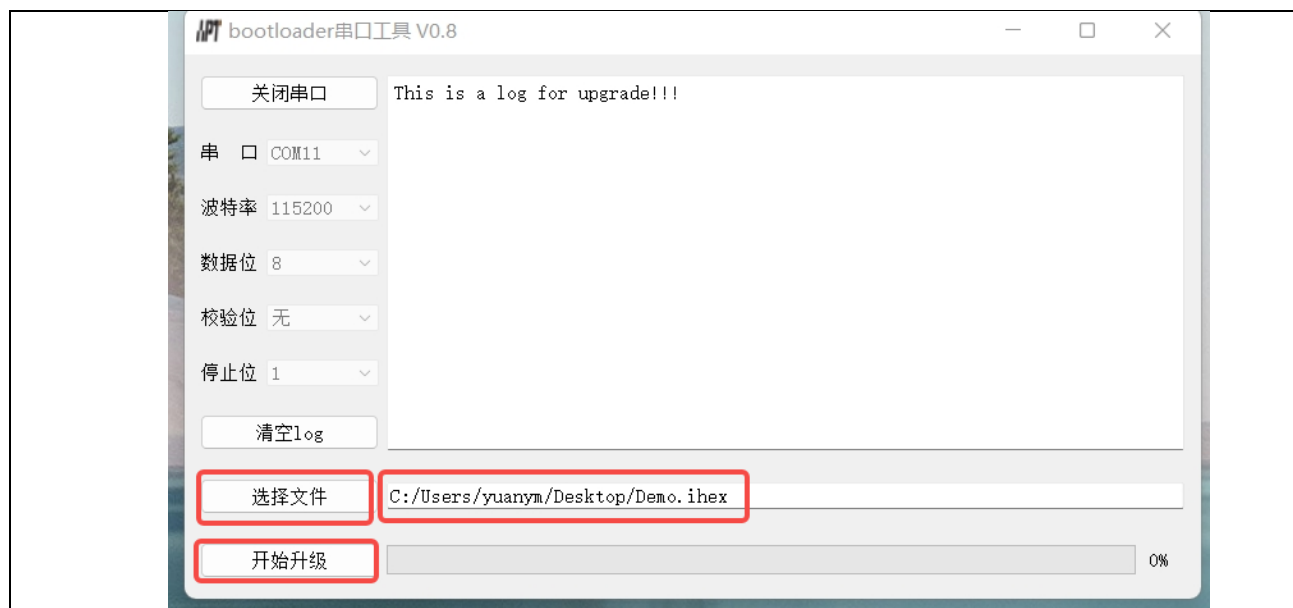 APT bootloader串口工具 V0.8
关闭串口
This is a log for upgrade!!!
串 口 COM11
波特率 115200
数据位 8
校验位 无
停止位 1
清空log
选择文件 C:/Users/yuanym/Desktop/Demo.ihex
开始升级 0%